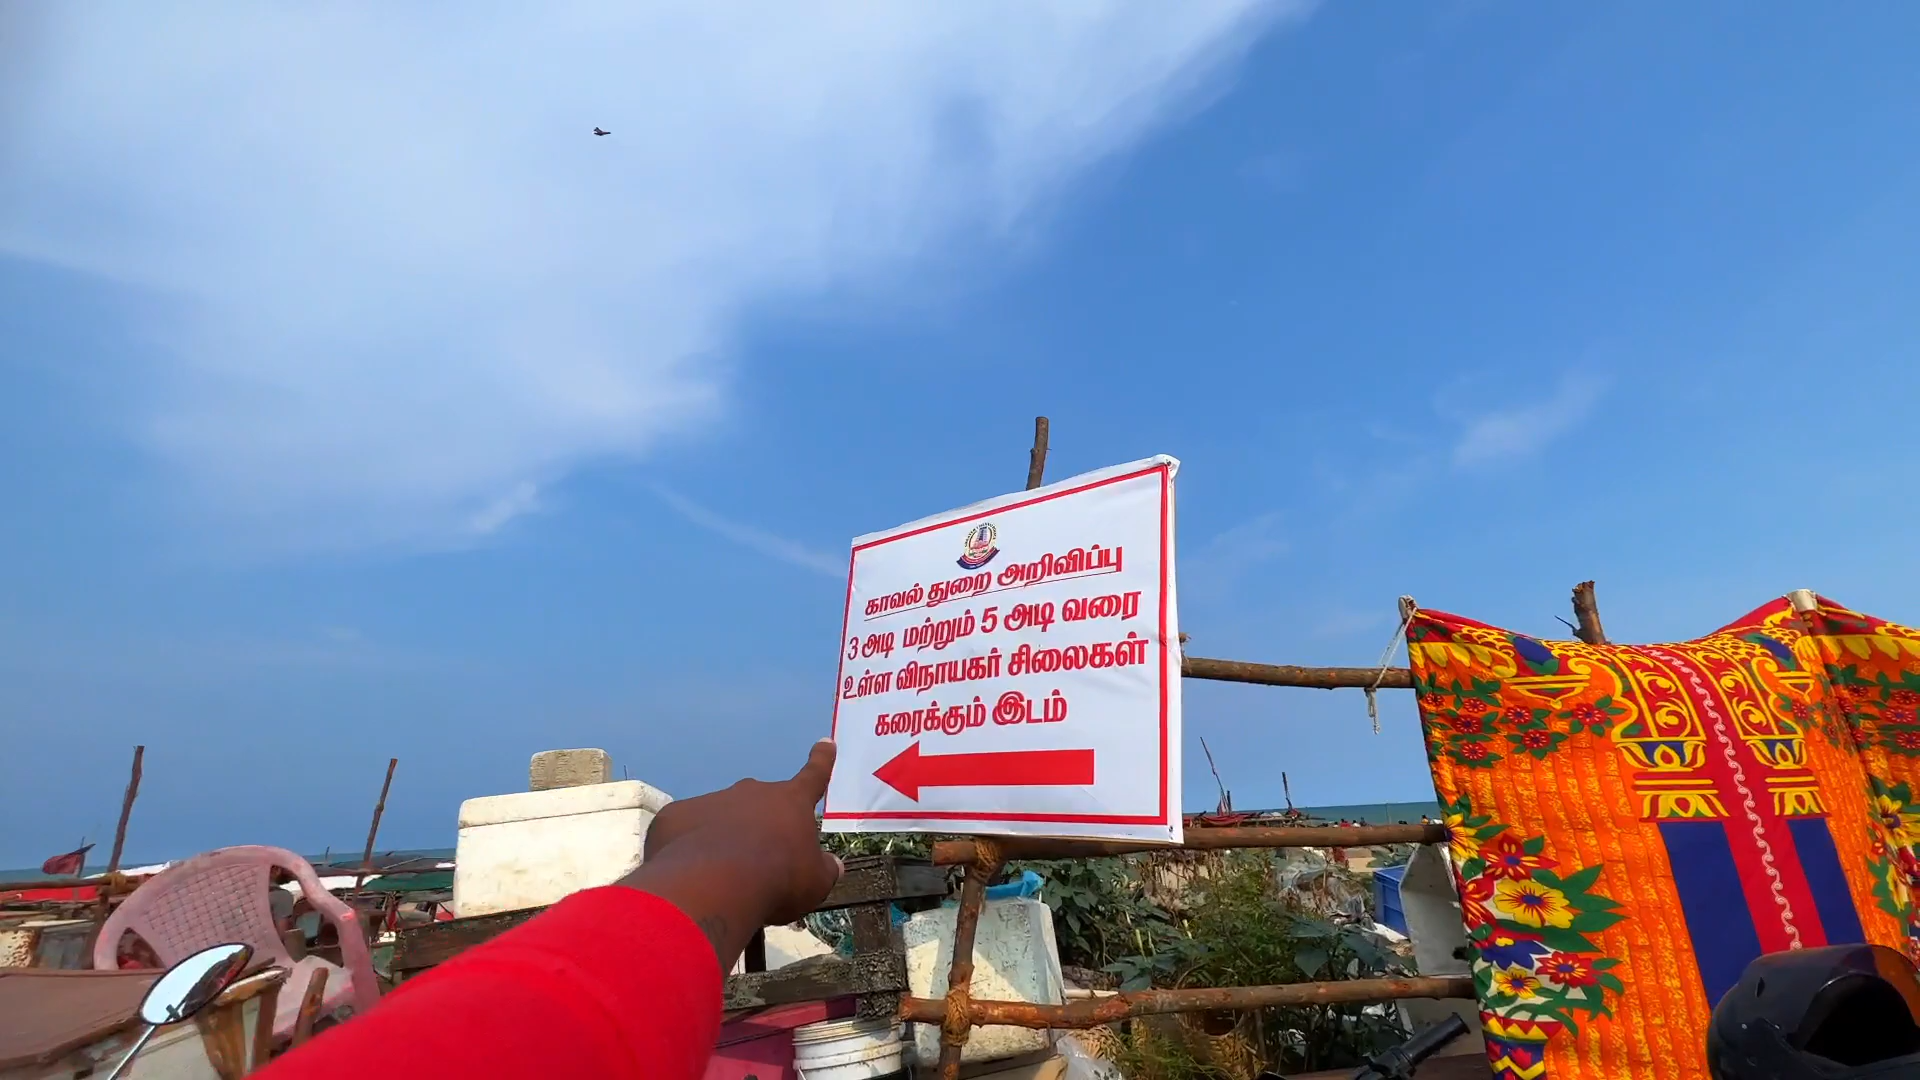 காவல் துறை அறிவிப்பு
3 அடி மற்றும் 5 அடி வரை
உள்ள விநாயகர் சிலைகள்
கரைக்கும் இடம்